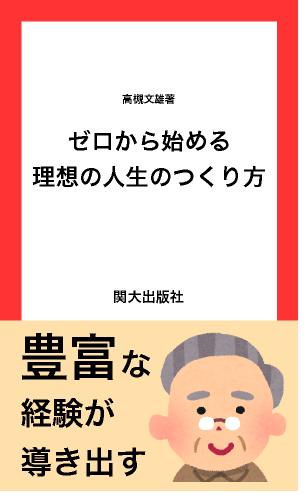 高槻文雄著
ゼロから始める
理想の人生のつくり方
関大出版社
豊富な
経験が
導き出す